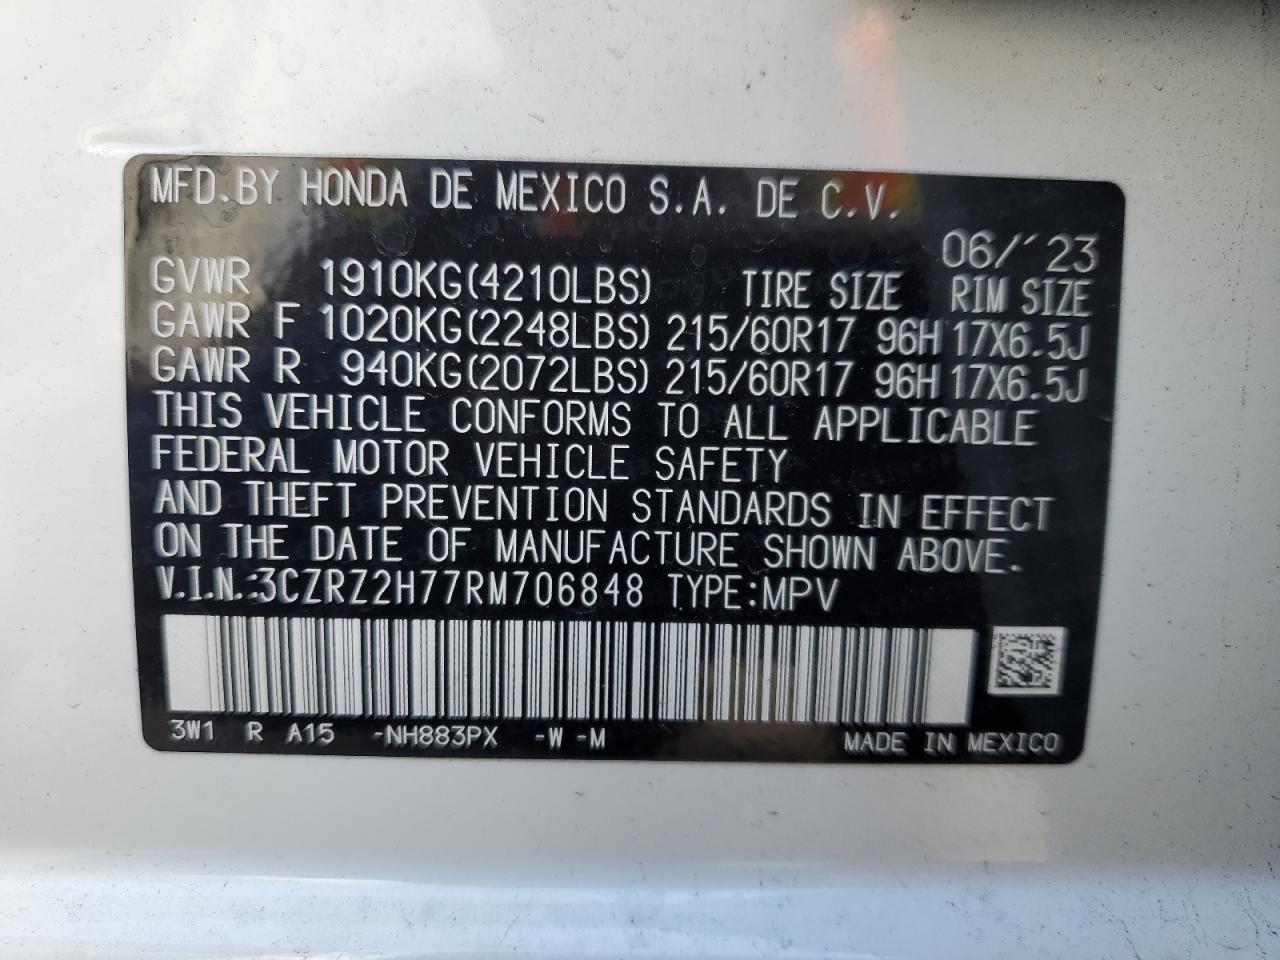 MFD.BY HONDA DE MEXICO S.A. DE C.V.
06/'23
GVWR 1910KG(4210LBS) TIRE SIZE RIM SIZE
GAWR F 1020KG(2248LBS) 215/60R17 96H 17X6.5J
GAWR R 940KG(2072LBS) 215/60R17 96H 17X6.5J
THIS VEHICLE CONFORMS TO ALL APPLICABLE
FEDERAL MOTOR VEHICLE SAFETY
AND THEFT PREVENTION STANDARDS IN EFFECT
ON THE DATE OF MANUFACTURE SHOWN ABOVE.
V.I.N.:3CZRZ2H77RM706848 TYPE:MPV
3W1 R A15 -NH883PX -W -M MADE IN MEXICO